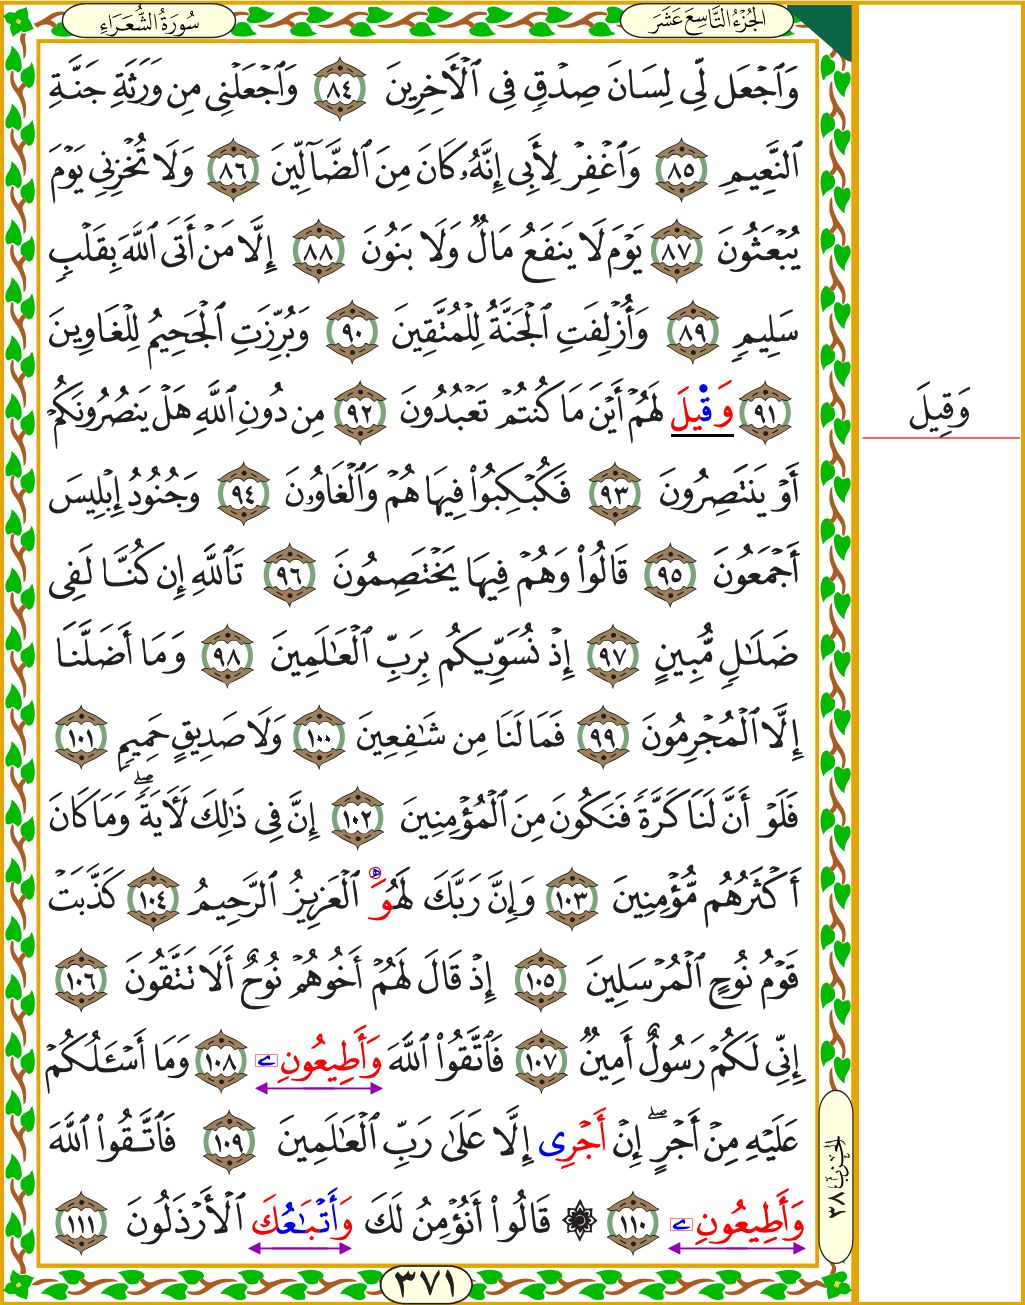 الجُزْءُ التَّاسِعَ عَشَرَ
سُورَةُ الشُّعَرَاءِ
وَٱجْعَل لِّى لِسَانَ صِدْقٍ فِى ٱلْأَخِرِينَ ٨٤ وَٱجْعَلْنِى مِن وَرَثَةِ جَنَّةِ
ٱلنَّعِيمِ ٨٥ وَٱغْفِرْ لِأَبِى إِنَّهُۥ كَانَ مِنَ ٱلضَّآلِّينَ ٨٦ وَلَا تُخْزِنِى يَوْمَ
يُبْعَثُونَ ٨٧ يَوْمَ لَا يَنفَعُ مَالٌ وَلَا بَنُونَ ٨٨ إِلَّا مَنْ أَتَى ٱللَّهَ بِقَلْبٍ
سَلِيمٍ ٨٩ وَأُزْلِفَتِ ٱلْجَنَّةُ لِلْمُتَّقِينَ ٩٠ وَبُرِّزَتِ ٱلْجَحِيمُ لِلْغَاوِينَ
٩١ وَقِيلَ لَهُمْ أَيْنَ مَا كُنتُمْ تَعْبُدُونَ ٩٢ مِن دُونِ ٱللَّهِ هَلْ يَنصُرُونَكُمْ
وَقِيلَ
أَوْ يَنتَصِرُونَ ٩٣ فَكُبْكِبُوا۟ فِيهَا هُمْ وَٱلْغَاوُۥنَ ٩٤ وَجُنُودُ إِبْلِيسَ
أَجْمَعُونَ ٩٥ قَالُوا۟ وَهُمْ فِيهَا يَخْتَصِمُونَ ٩٦ تَٱللَّهِ إِن كُنَّا لَفِى
ضَلَٰلٍ مُّبِينٍ ٩٧ إِذْ نُسَوِّيكُم بِرَبِّ ٱلْعَٰلَمِينَ ٩٨ وَمَا أَضَلَّنَا
إِلَّا ٱلْمُجْرِمُونَ ٩٩ فَمَا لَنَا مِن شَٰفِعِينَ ١٠٠ وَلَا صَدِيقٍ حَمِيمٍ ١٠١
فَلَوْ أَنَّ لَنَا كَرَّةً فَنَكُونَ مِنَ ٱلْمُؤْمِنِينَ ١٠٢ إِنَّ فِى ذَٰلِكَ لَأَيَةً ۖ وَمَا كَانَ
أَكْثَرُهُم مُّؤْمِنِينَ ١٠٣ وَإِنَّ رَبَّكَ لَهُوَ ٱلْعَزِيزُ ٱلرَّحِيمُ ١٠٤ كَذَّبَتْ
قَوْمُ نُوحٍ ٱلْمُرْسَلِينَ ١٠٥ إِذْ قَالَ لَهُمْ أَخُوهُمْ نُوحٌ أَلَا تَتَّقُونَ ١٠٦
إِنِّى لَكُمْ رَسُولٌ أَمِينٌ ١٠٧ فَٱتَّقُوا۟ ٱللَّهَ وَأَطِيعُونِۦ ١٠٨ وَمَا أَسْـَٔلُكُمْ
عَلَيْهِ مِنْ أَجْرٍ ۖ إِنْ أَجْرِى إِلَّا عَلَىٰ رَبِّ ٱلْعَٰلَمِينَ ١٠٩ فَٱتَّقُوا۟ ٱللَّهَ
وَأَطِيعُونِۦ ١١٠ ۞ قَالُوا۟ أَنُؤْمِنُ لَكَ وَأَتْبَٰعُكَ ٱلْأَرْذَلُونَ ١١١
الحِزْبُ ٣٨
٣٧١